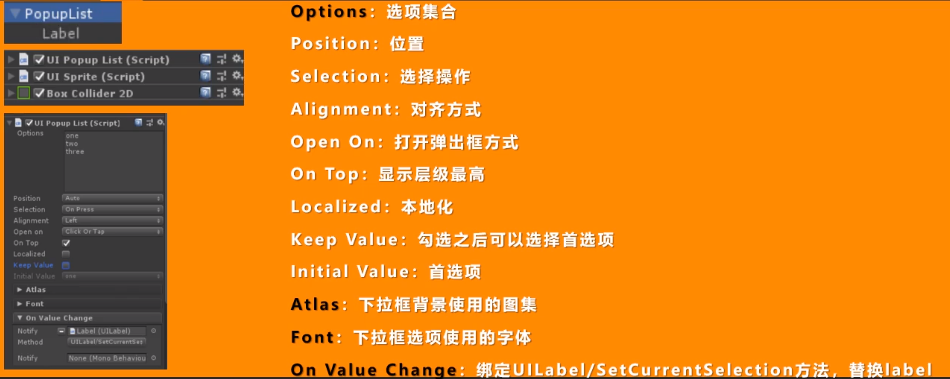 PopupList
Label
UI Popup List (Script)
UI Sprite (Script)
Box Collider 2D
UI Popup List (Script)
Options
one
two
three
Position Auto
Selection On Press
Alignment Left
Open on Click Or Tap
On Top
Localized
Keep Value
Initial Value one
Atlas
Font
On Value Change
Notify Label (UILabel)
Method UILabel/SetCurrentSel
Notify None (Mono Behaviou
Options：选项集合
Position：位置
Selection：选择操作
Alignment：对齐方式
Open On：打开弹出框方式
On Top：显示层级最高
Localized：本地化
Keep Value：勾选之后可以选择首选项
Initial Value：首选项
Atlas：下拉框背景使用的图集
Font：下拉框选项使用的字体
On Value Change：绑定UILabel/SetCurrentSelection方法，替换label